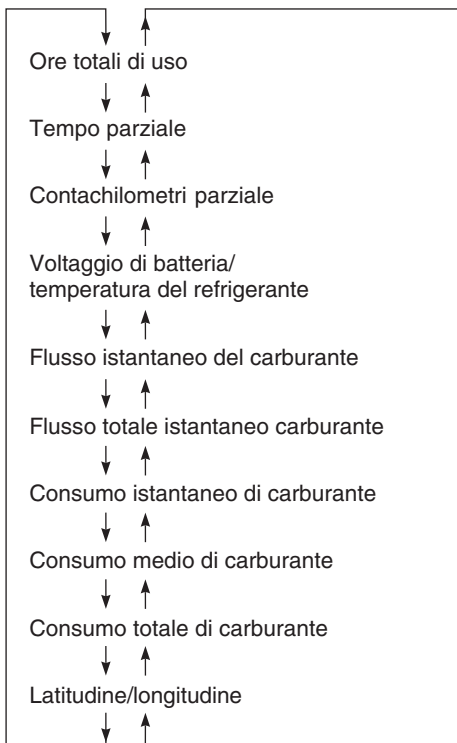 Ore totali di uso
Tempo parziale
Contachilometri parziale
Voltaggio di batteria/
temperatura del refrigerante
Flusso istantaneo del carburante
Flusso totale istantaneo carburante
Consumo istantaneo di carburante
Consumo medio di carburante
Consumo totale di carburante
Latitudine/longitudine